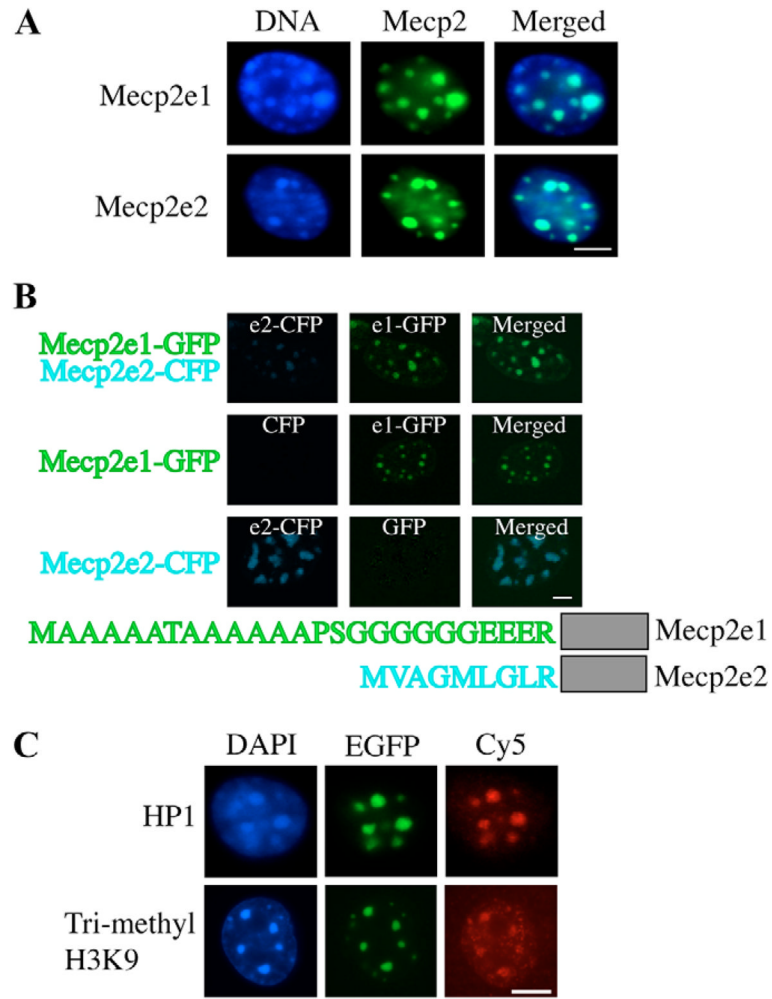 A
DNA Mecp2 Merged
Mecp2e1
Mecp2e2
B
e2-CFP e1-GFP Merged
Mecp2e1-GFP
Mecp2e2-CFP
CFP e1-GFP Merged
Mecp2e1-GFP
e2-CFP GFP Merged
Mecp2e2-CFP
MAAAAATAAAAAAPSGGGGGGEEER Mecp2e1
MVAGMLGLR Mecp2e2
C
DAPI EGFP Cy5
HP1
Tri-methyl
H3K9